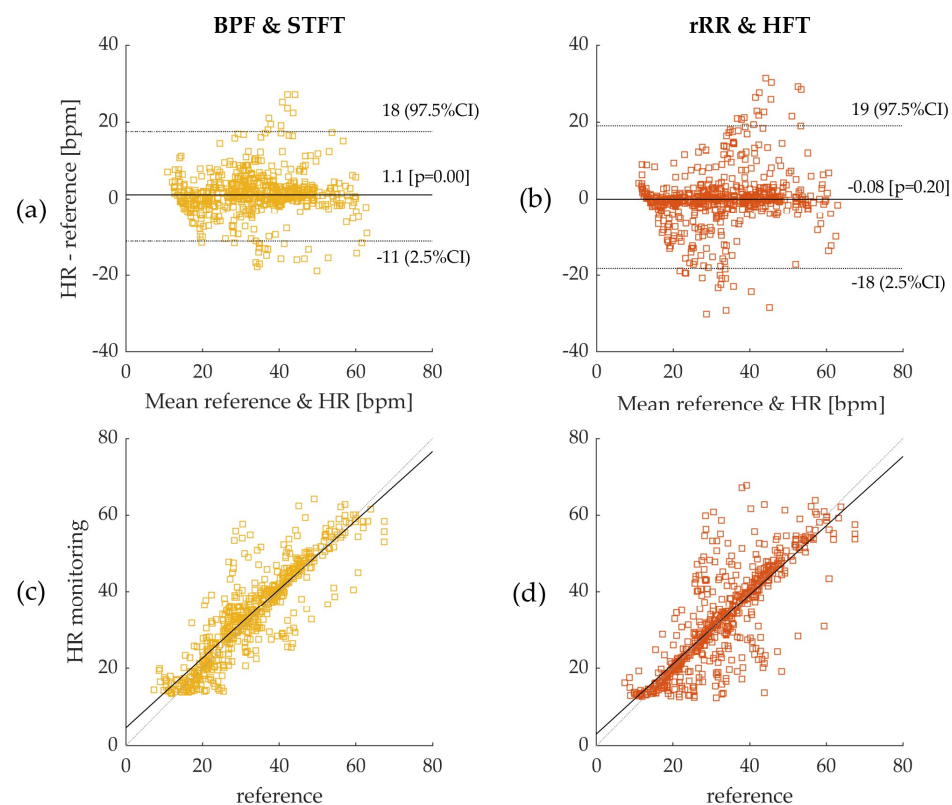 BPF & STFT
rRR & HFT
(a)
HR - reference [bpm]
40
20
0
-20
-40
18 (97.5%CI)
1.1 [p=0.00]
-11 (2.5%CI)
0 20 40 60 80
Mean reference & HR [bpm]
(b)
40
20
0
-20
-40
19 (97.5%CI)
-0.08 [p=0.20]
-18 (2.5%CI)
0 20 40 60 80
Mean reference & HR [bpm]
(c)
HR monitoring
80
60
40
20
0
0 20 40 60 80
reference
(d)
80
60
40
20
0
0 20 40 60 80
reference